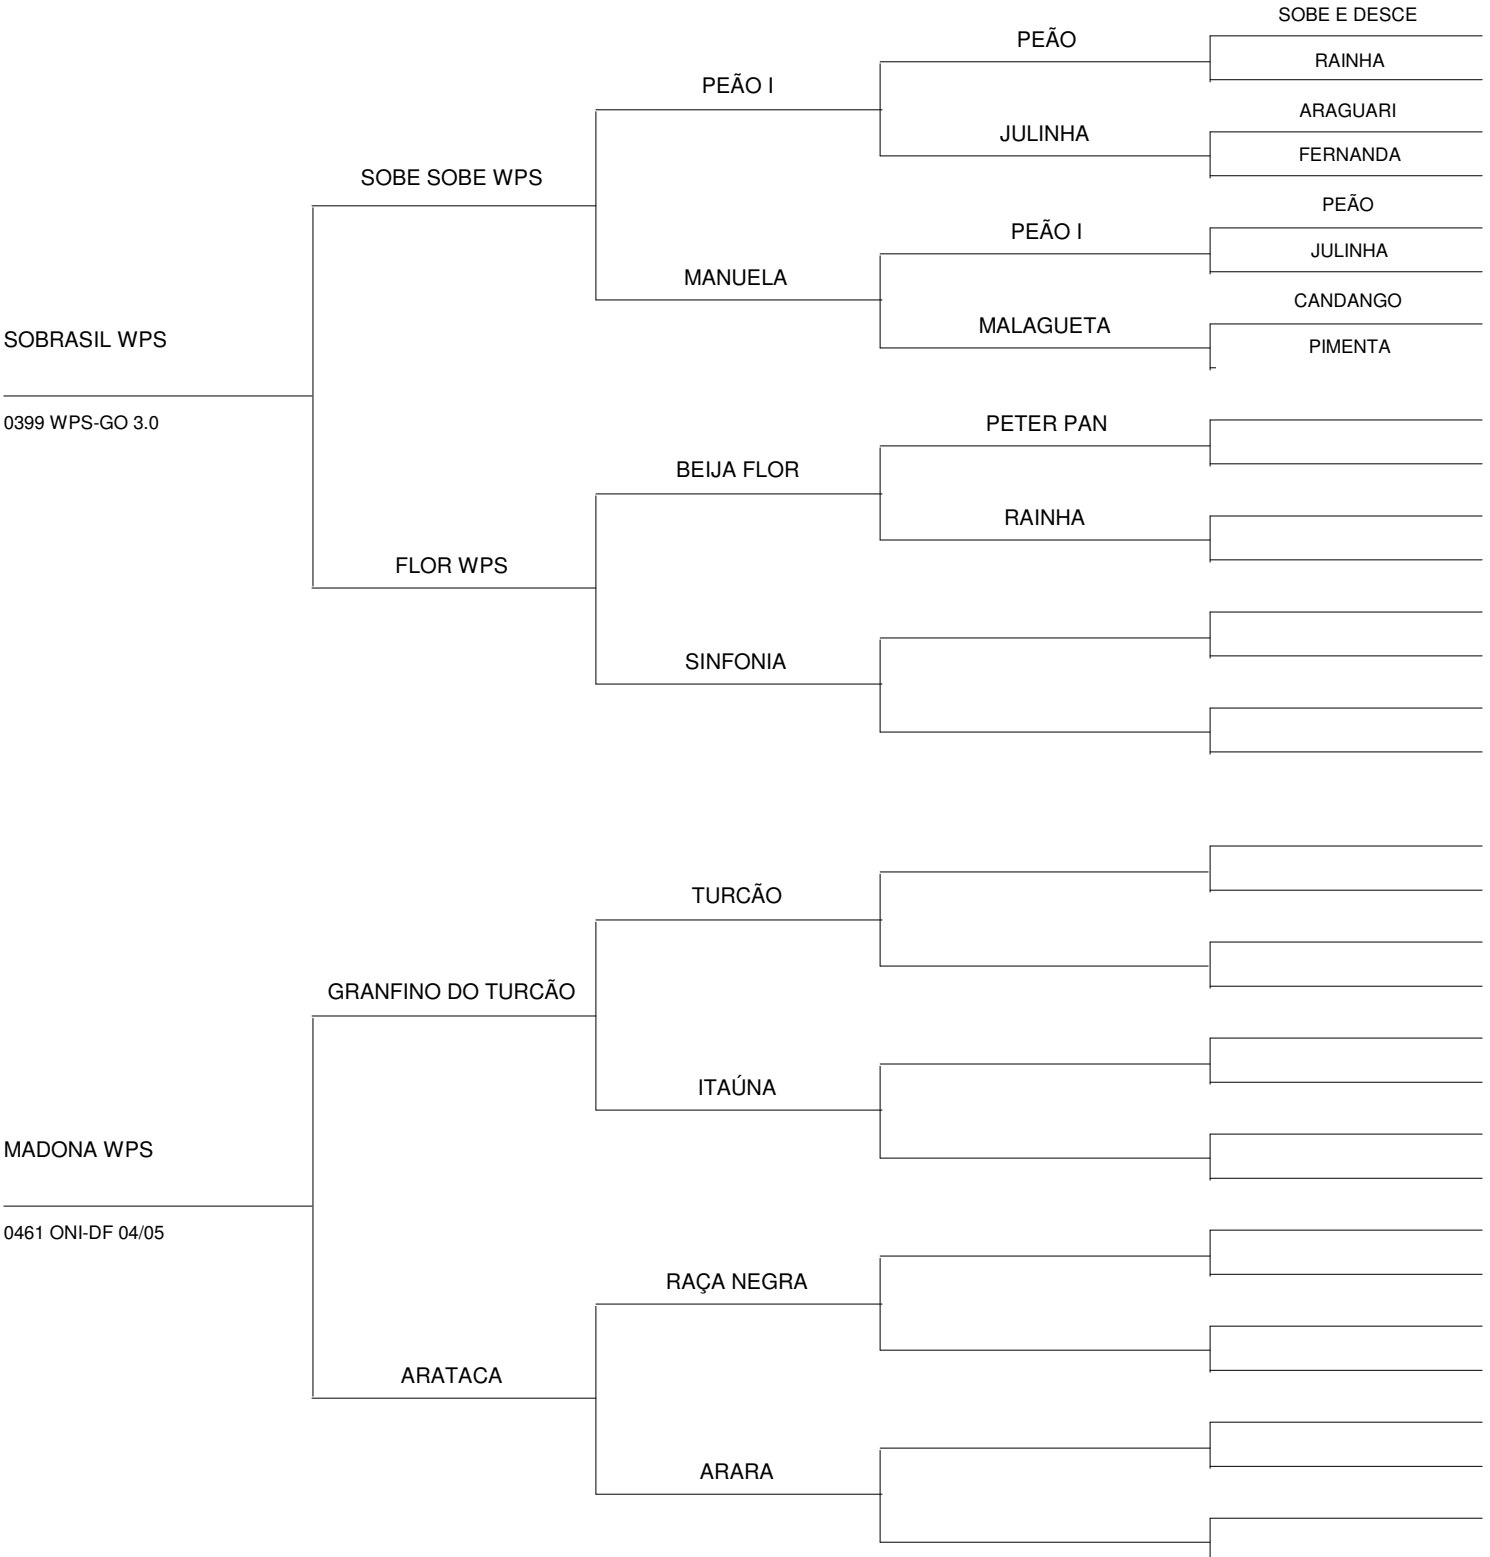 SOBE E DESCE
PEÃO
RAINHA
PEÃO I
ARAGUARI
JULINHA
FERNANDA
SOBE SOBE WPS
PEÃO
PEÃO I
JULINHA
MANUELA
CANDANGO
MALAGUETA
SOBRASIL WPS
PIMENTA
0399 WPS-GO 3.0
PETER PAN
BEIJA FLOR
RAINHA
FLOR WPS
SINFONIA
TURCÃO
GRANFINO DO TURCÃO
ITAÚNA
MADONA WPS
0461 ONI-DF 04/05
RAÇA NEGRA
ARATACA
ARARA